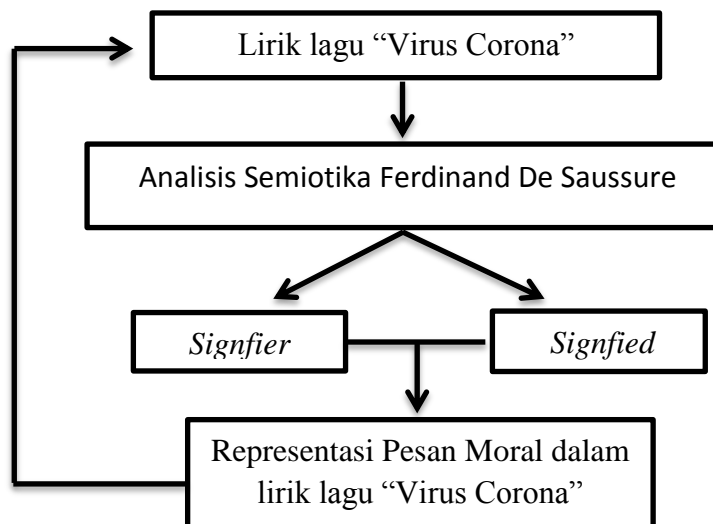 Lirik lagu “Virus Corona”
Analisis Semiotika Ferdinand De Saussure
Signfier
Signfied
Representasi Pesan Moral dalam
lirik lagu “Virus Corona”